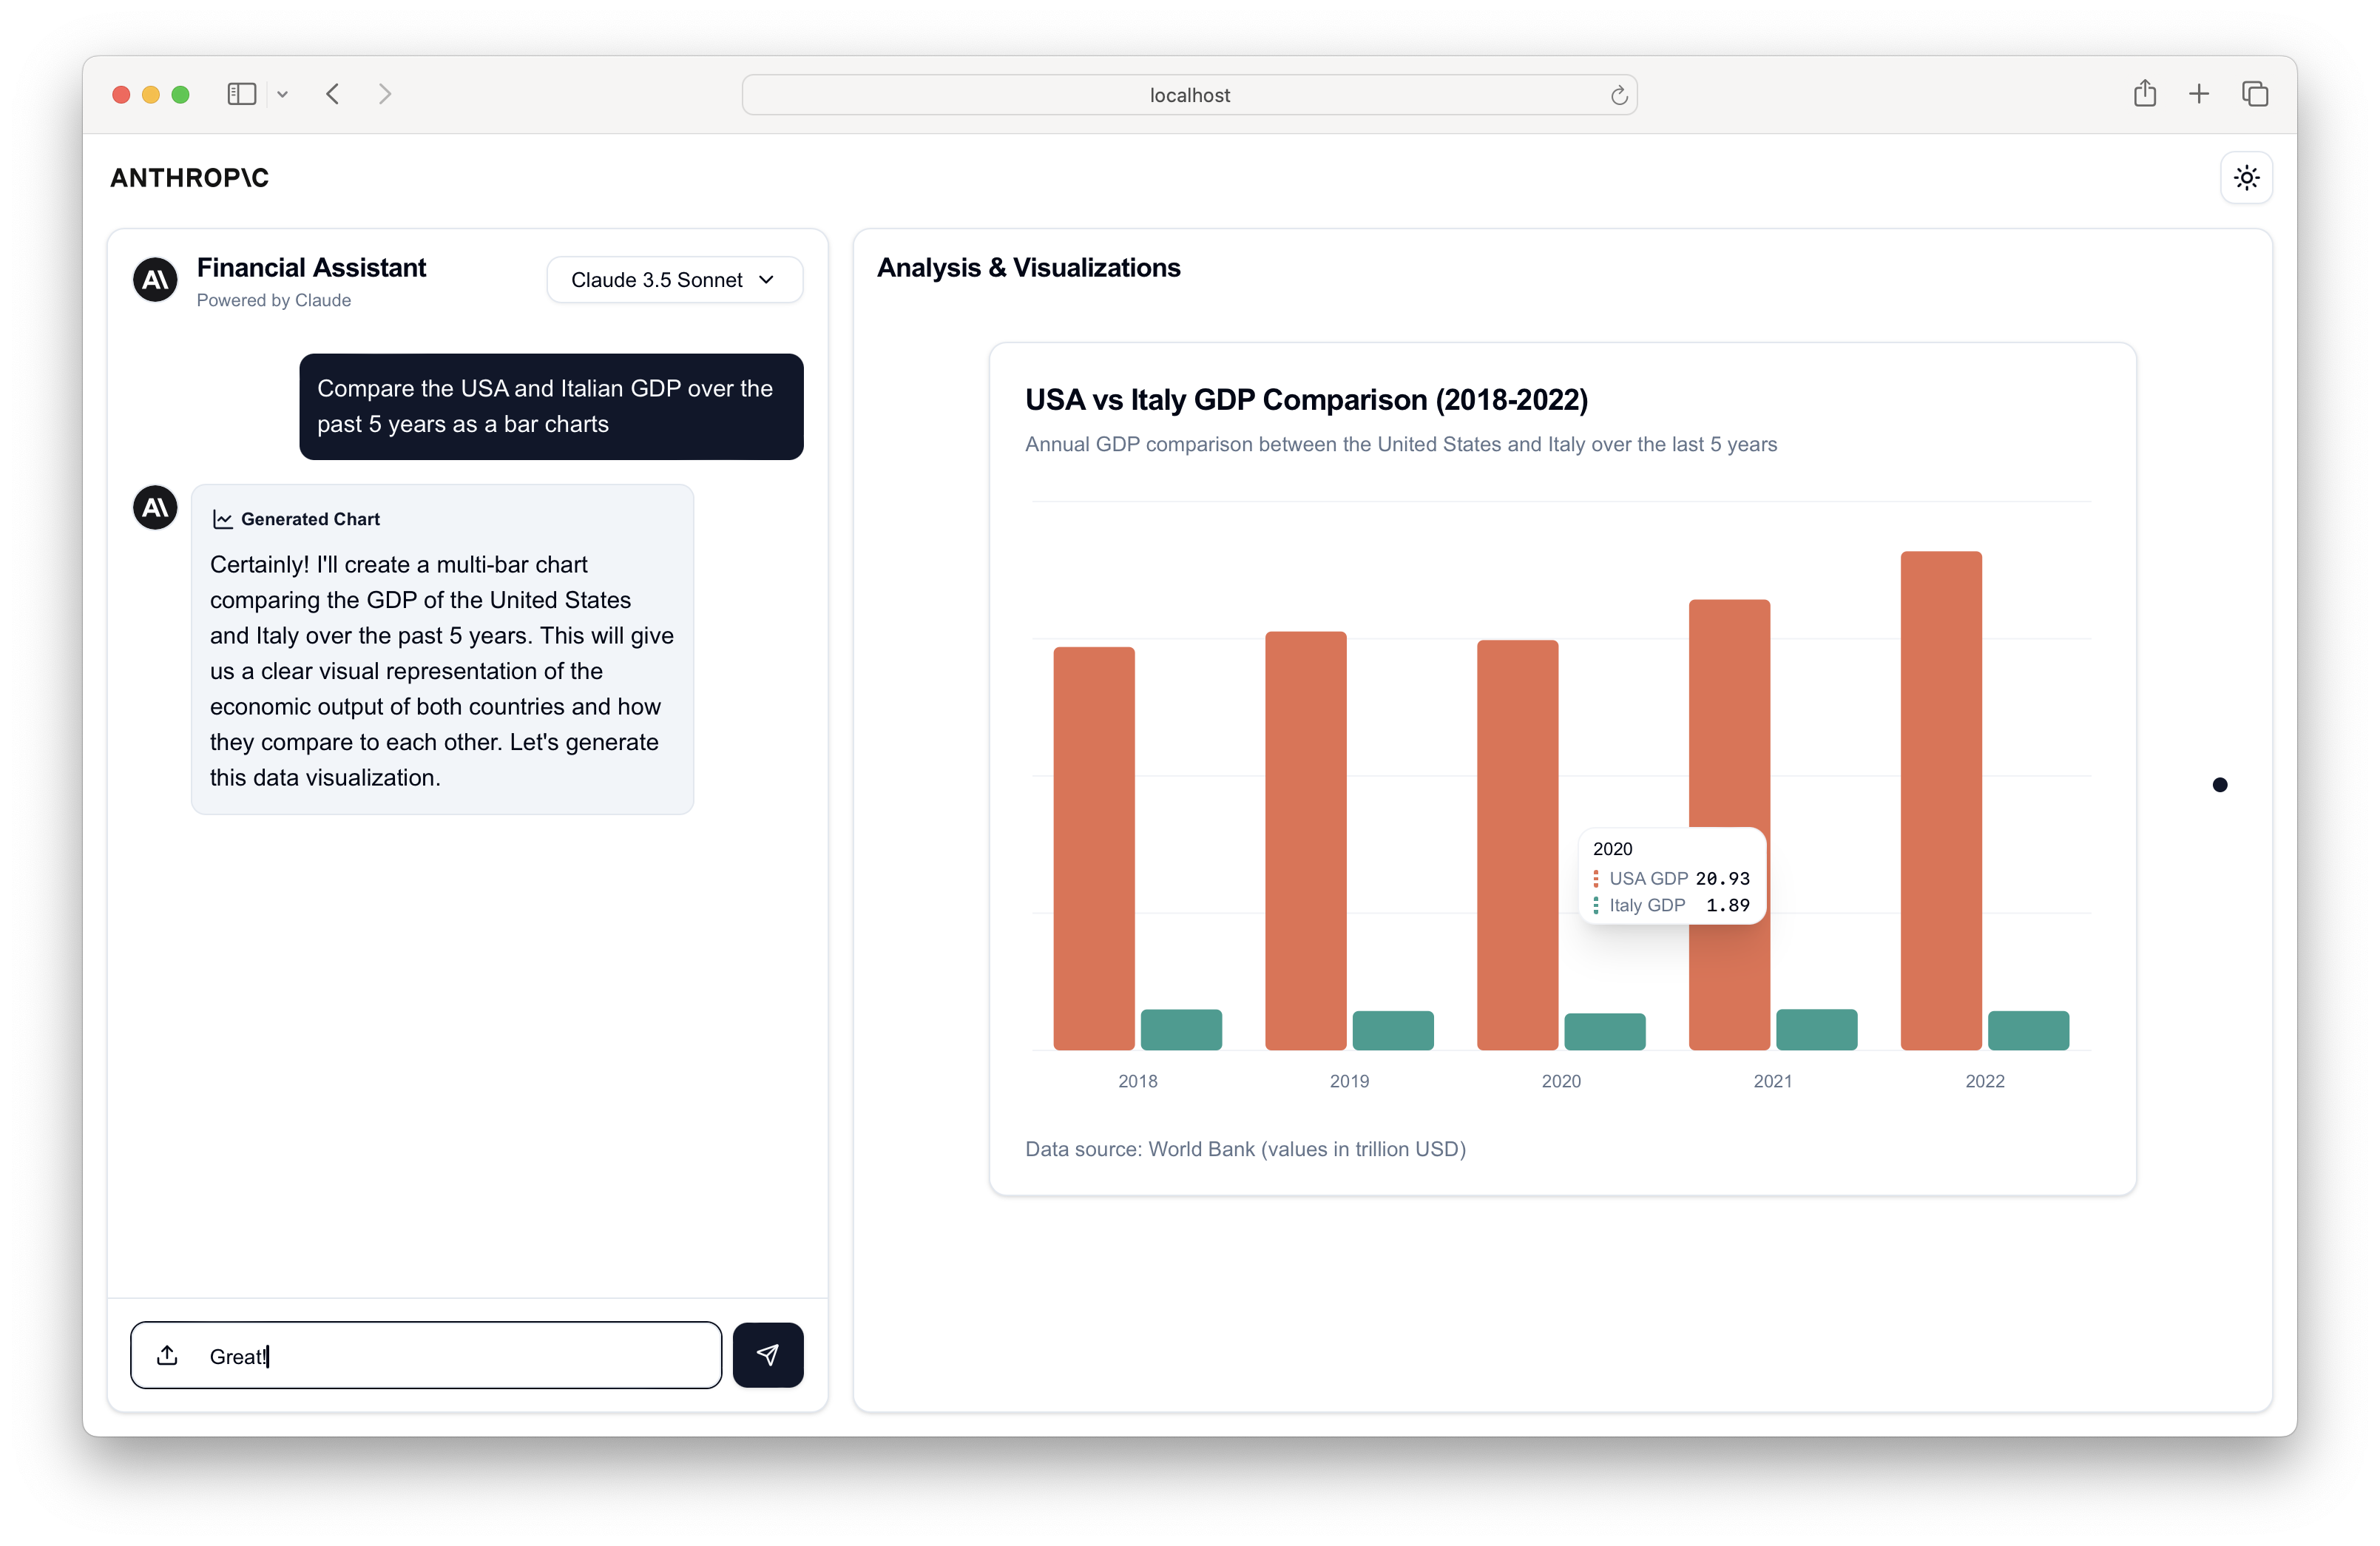 localhost
ANTHROP\C
Financial Assistant
Powered by Claude
Claude 3.5 Sonnet
Compare the USA and Italian GDP over the
past 5 years as a bar charts
Generated Chart
Certainly! I'll create a multi-bar chart
comparing the GDP of the United States
and Italy over the past 5 years. This will give
us a clear visual representation of the
economic output of both countries and how
they compare to each other. Let's generate
this data visualization.
Great!
Analysis & Visualizations
USA vs Italy GDP Comparison (2018-2022)
Annual GDP comparison between the United States and Italy over the last 5 years
2020
USA GDP 20.93
Italy GDP 1.89
2018 2019 2020 2021 2022
Data source: World Bank (values in trillion USD)